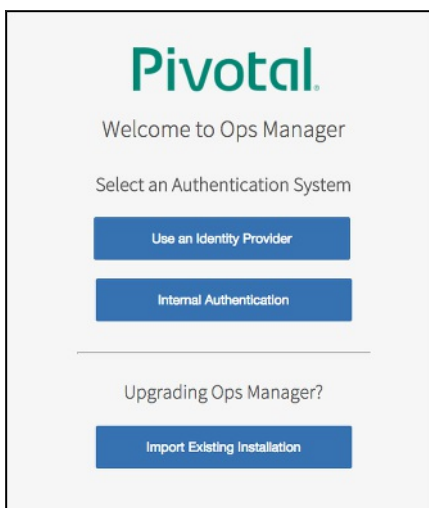 Pivotal.
Welcome to Ops Manager
Select an Authentication System
Use an Identity Provider
Internal Authentication
Upgrading Ops Manager?
Import Existing Installation